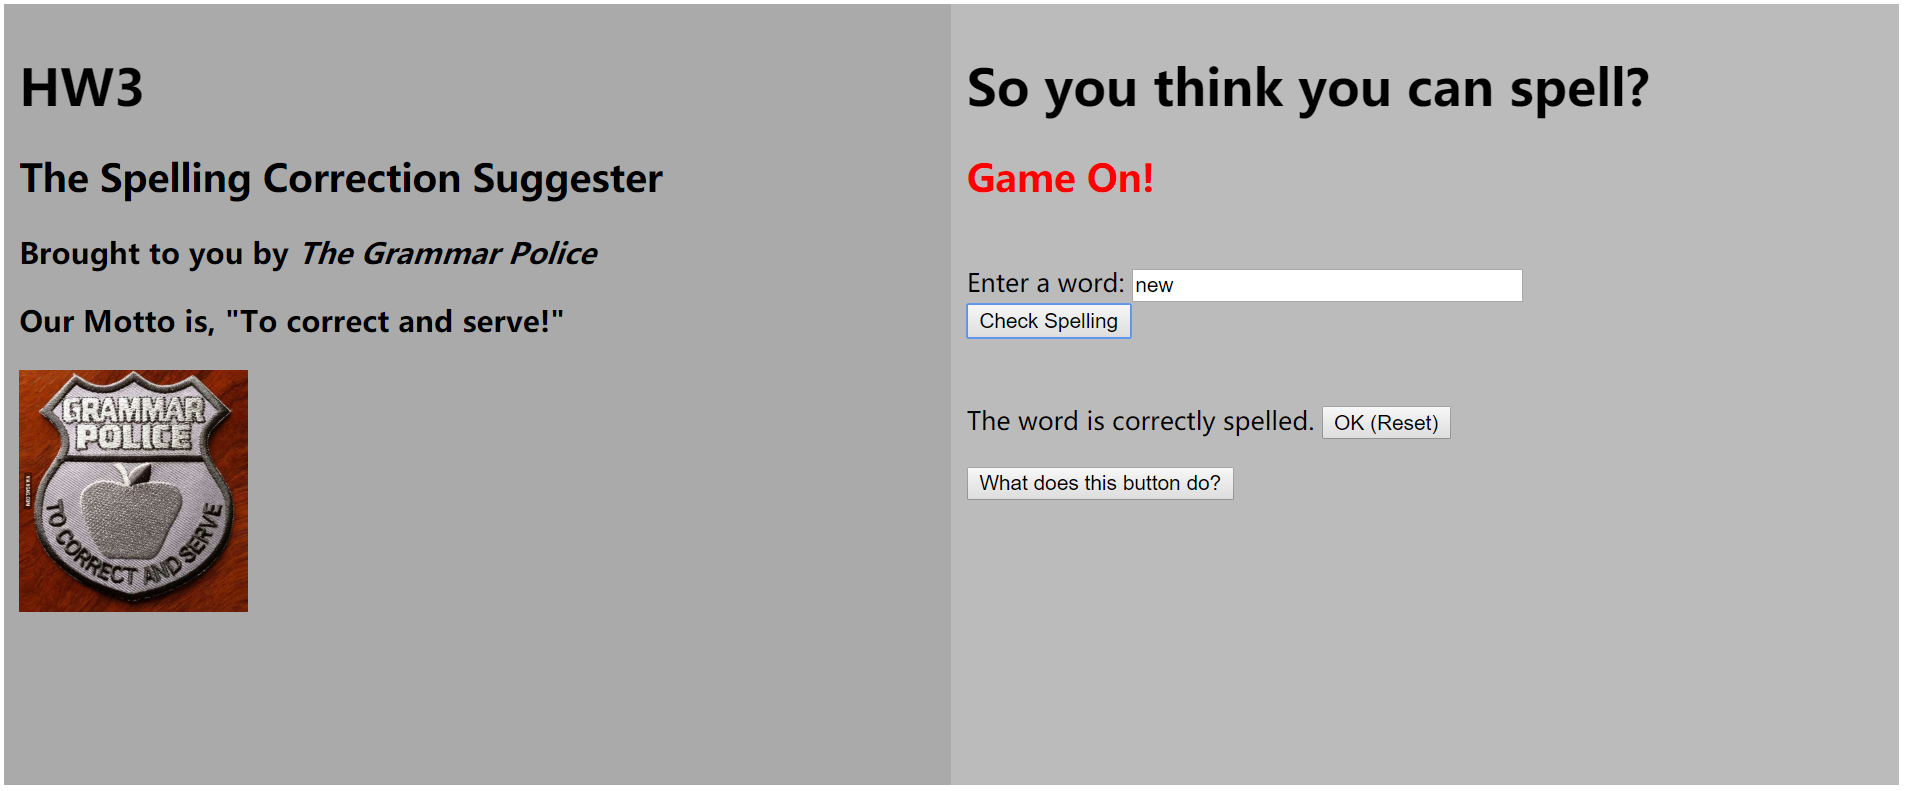 HW3
The Spelling Correction Suggester
Brought to you by The Grammar Police
Our Motto is, "To correct and serve!"
GRAMMAR
POLICE
TO CORRECT AND SERVE
So you think you can spell?
Game On!
Enter a word: new
Check Spelling
The word is correctly spelled. OK (Reset)
What does this button do?